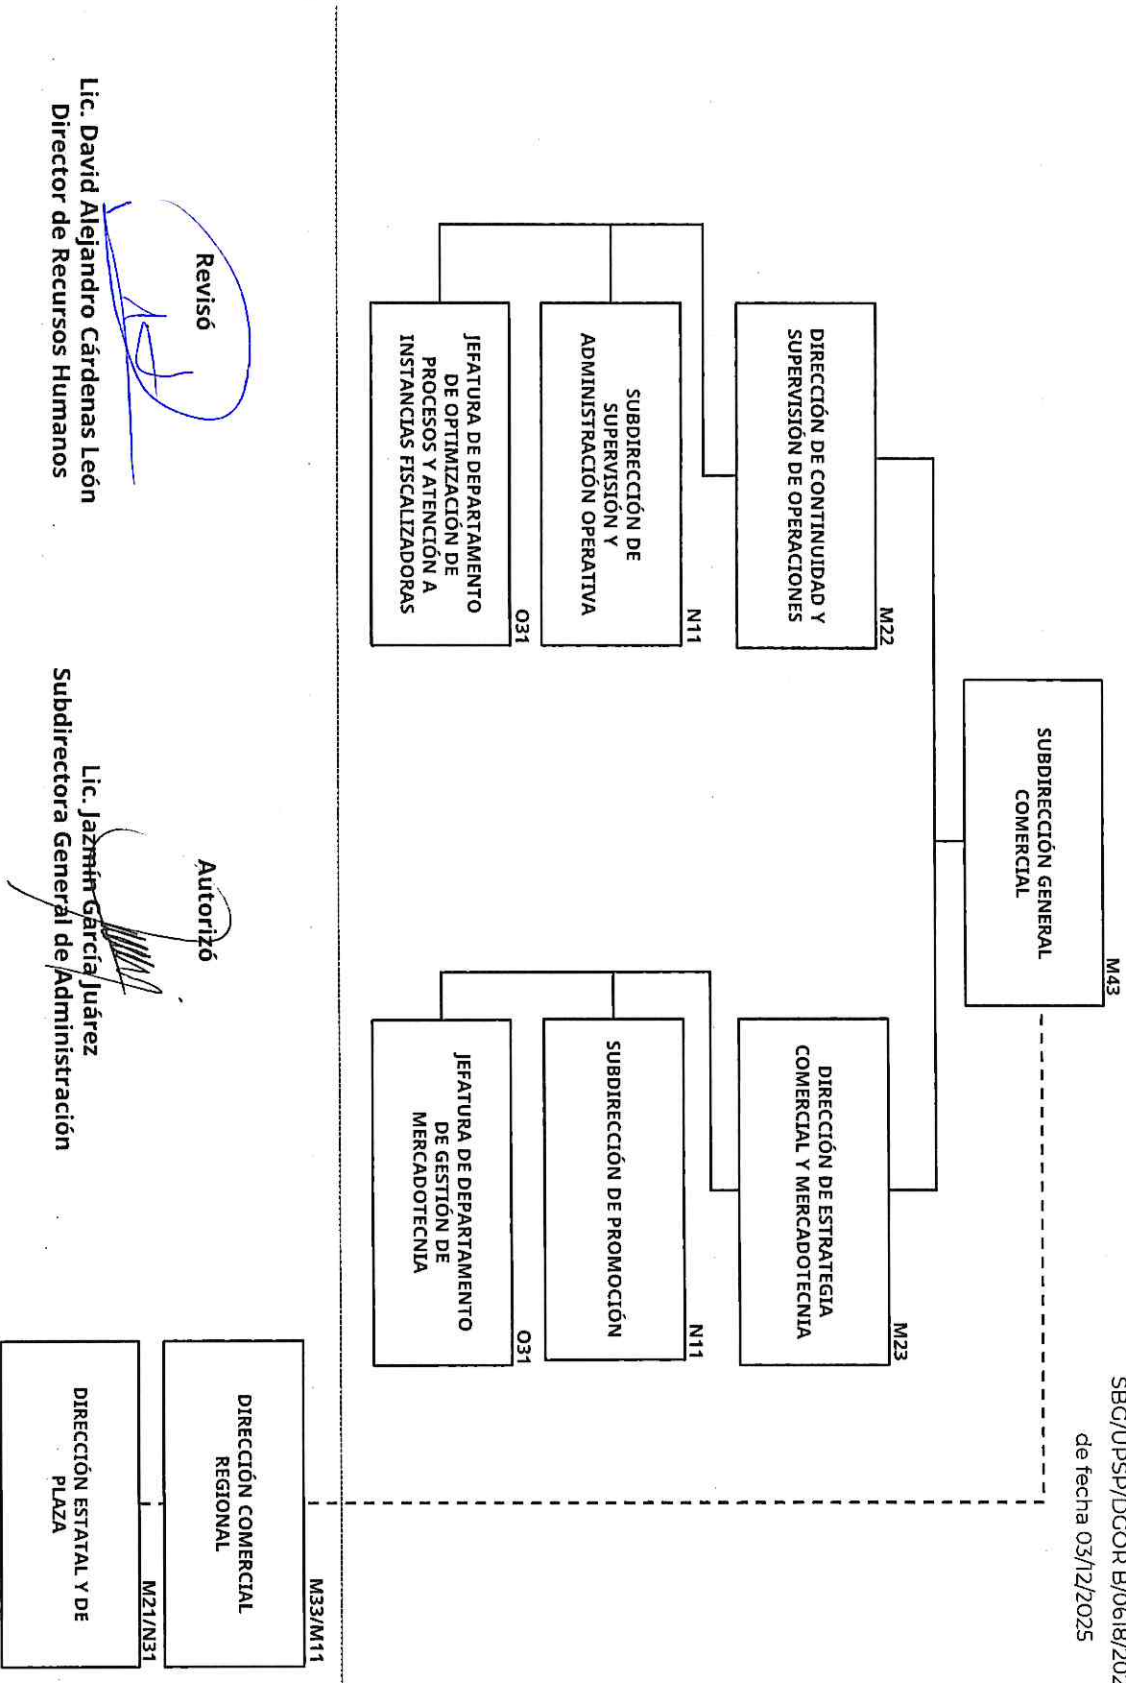 SBG/UPSP/DGOR B/0618/202
de fecha 03/12/2025
M43
SUBDIRECCIÓN GENERAL
COMERCIAL
M22
DIRECCIÓN DE CONTINUIDAD Y
SUPERVISIÓN DE OPERACIONES
M23
DIRECCIÓN DE ESTRATEGIA
COMERCIAL Y MERCADOTECNIA
N11
SUBDIRECCIÓN DE
SUPERVISIÓN Y
ADMINISTRACIÓN OPERATIVA
N11
SUBDIRECCIÓN DE PROMOCIÓN
O31
JEFATURA DE DEPARTAMENTO
DE OPTIMIZACIÓN DE
PROCESOS Y ATENCIÓN A
INSTANCIAS FISCALIZADORAS
O31
JEFATURA DE DEPARTAMENTO
DE GESTIÓN DE
MERCADOTECNIA
M33/M11
DIRECCIÓN COMERCIAL
REGIONAL
M21/N31
DIRECCIÓN ESTATAL Y DE
PLAZA
Revisó
Lic. David Alejandro Cárdenas León
Director de Recursos Humanos
Autorizó
Lic. Jazmín García Juárez
Subdirectora General de Administración